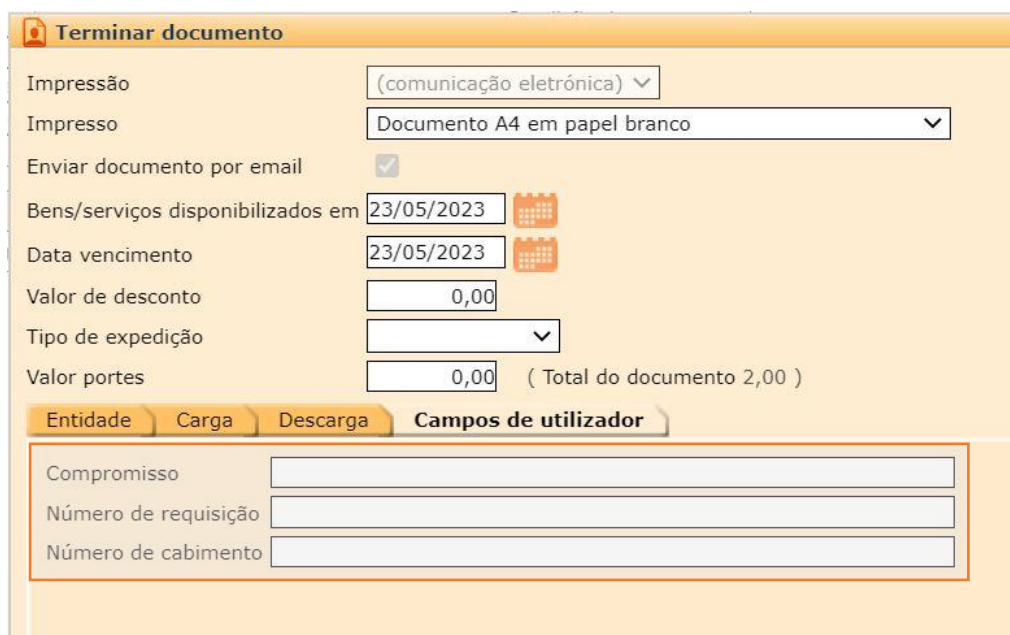 Terminar documento
Impressão (comunicação eletrónica)
Impresso Documento A4 em papel branco
Enviar documento por email
Bens/serviços disponibilizados em 23/05/2023
Data vencimento 23/05/2023
Valor de desconto 0,00
Tipo de expedição
Valor portes 0,00 ( Total do documento 2,00 )
Entidade Carga Descarga Campos de utilizador
Compromisso
Número de requisição
Número de cabimento